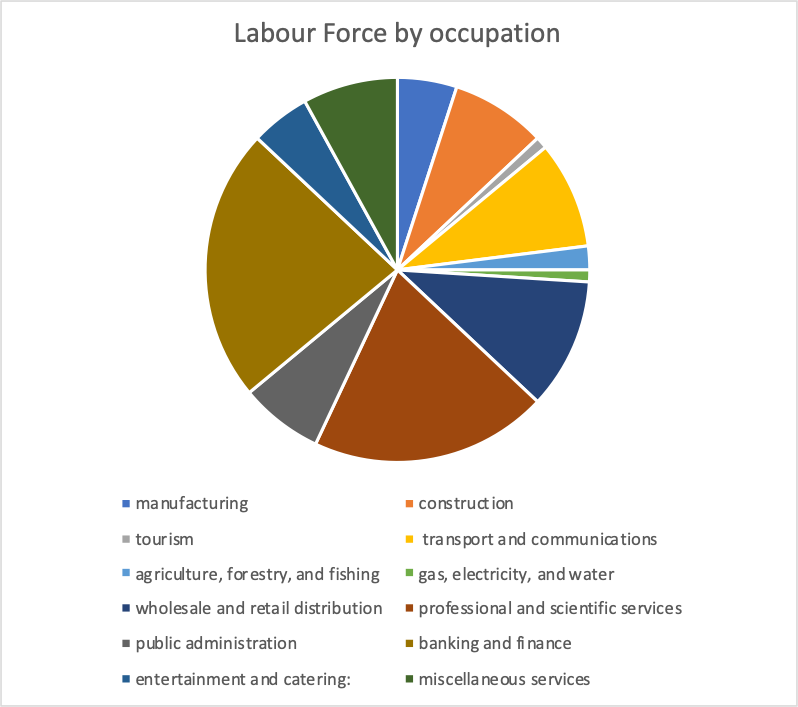 Labour Force by occupation
manufacturing
construction
tourism
transport and communications
agriculture, forestry, and fishing
gas, electricity, and water
wholesale and retail distribution
professional and scientific services
public administration
banking and finance
entertainment and catering:
miscellaneous services